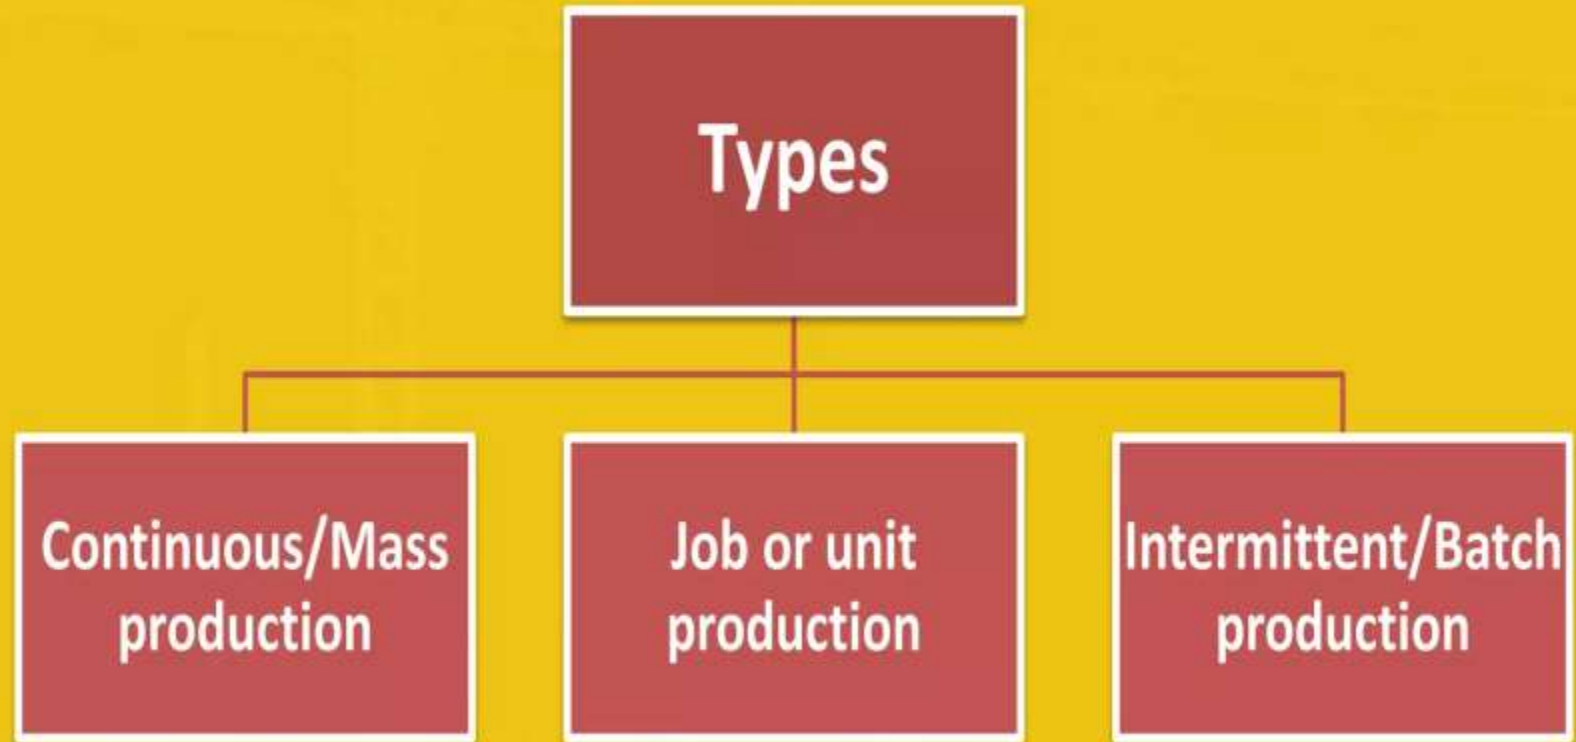 Types
Continuous/Mass
production
Job or unit
production
Intermittent/Batch
production